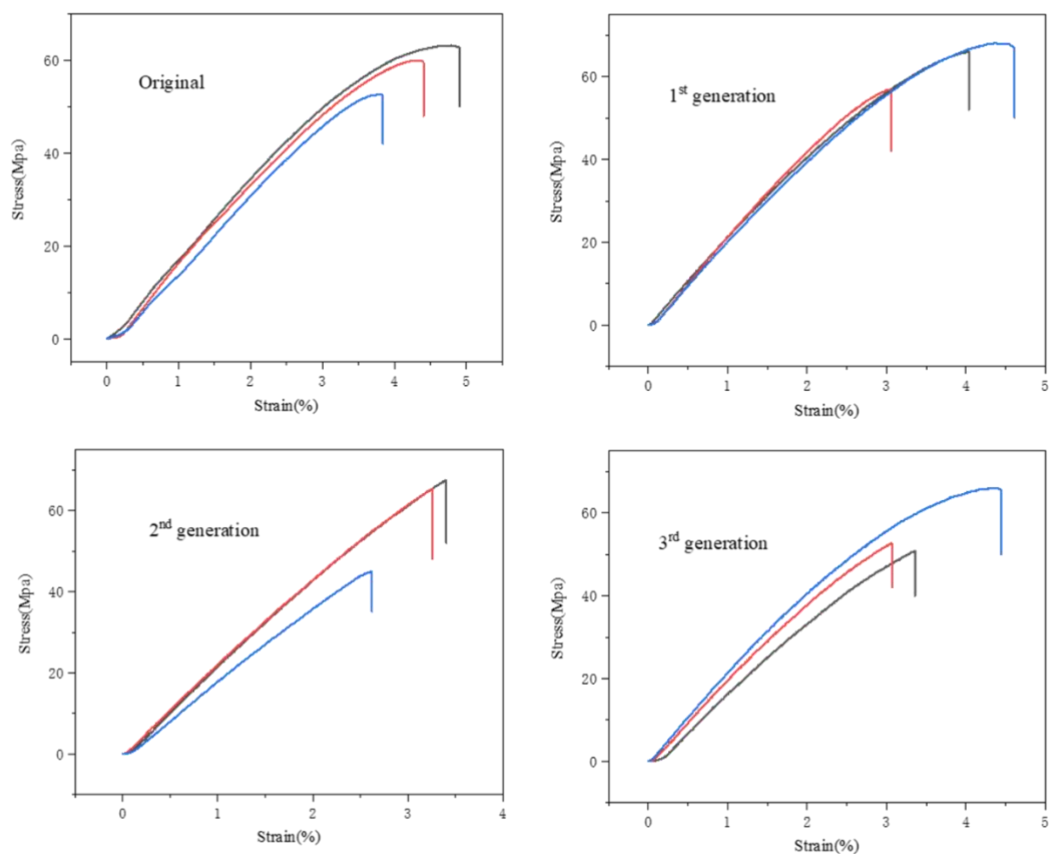 Original
Stress(Mpa)
60
40
20
0
0 1 2 3 4 5
Strain(%)
1st generation
Stress(Mpa)
60
40
20
0
0 1 2 3 4 5
Strain(%)
2nd generation
Stress(Mpa)
60
40
20
0
0 1 2 3 4
Strain(%)
3rd generation
Stress(Mpa)
60
40
20
0
0 1 2 3 4 5
Strain(%)